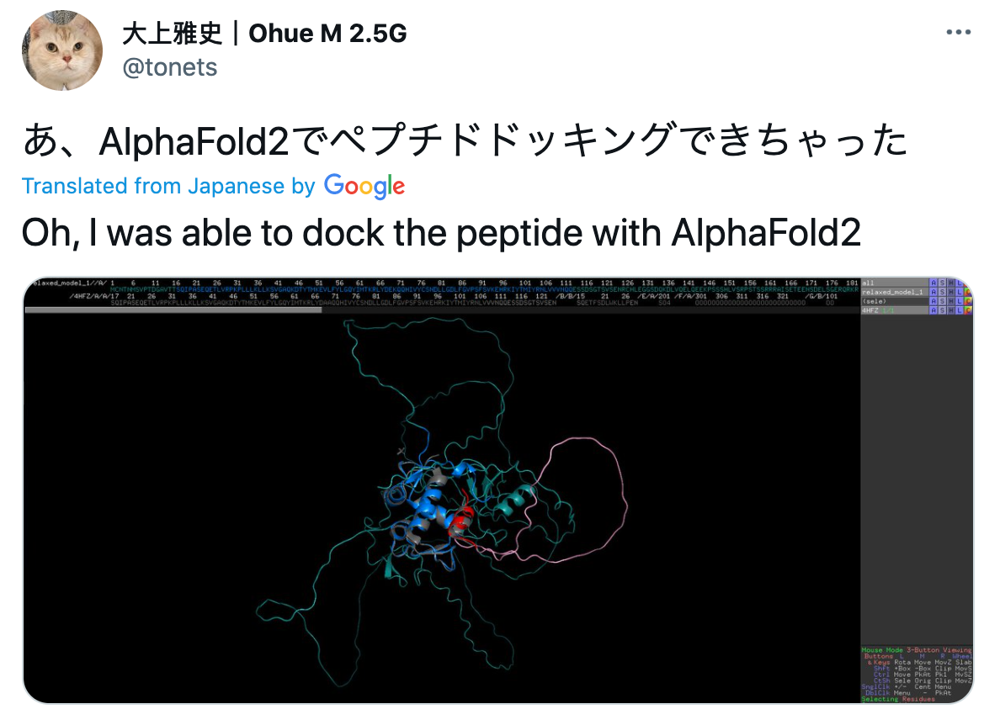 大上雅史｜Ohue M 2.5G
@tonets
あ、AlphaFold2でペプチドドッキングできちゃった
Translated from Japanese by Google
Oh, I was able to dock the peptide with AlphaFold2
elaxed_model_1//A/ 1 6 11 16 21 26 31 36 41 46 51 56 61 66 71 76 81 86 91 96 101 106 111 116 121 126 131 136 141 146 151 156 161 166 171 176 181
/4HFZ/A/A/17 21 26 31 36 41 46 51 56 61 66 71 76 81 86 91 96 101 106 111 116 121 /B/B/15 21 26 /E/A/201 /F/A/301 306 311 316 321 /G/B/101
all A S H L
relaxed_model_1 A S H L C
(sele) A S H L C
4HFZ 1/1 A S H L C
Mouse Mode 3-Button Viewing
Buttons L M R Wheel
& Keys Rota Move MovZ Slab
Shft +Box -Box Clip MovS
Ctrl Move PkAt Pk1 MvSZ
CtSh Sele Orig Clip MovZ
SnglClk +/- Cent Menu
DblClk Menu - PkAt
Selecting Residues